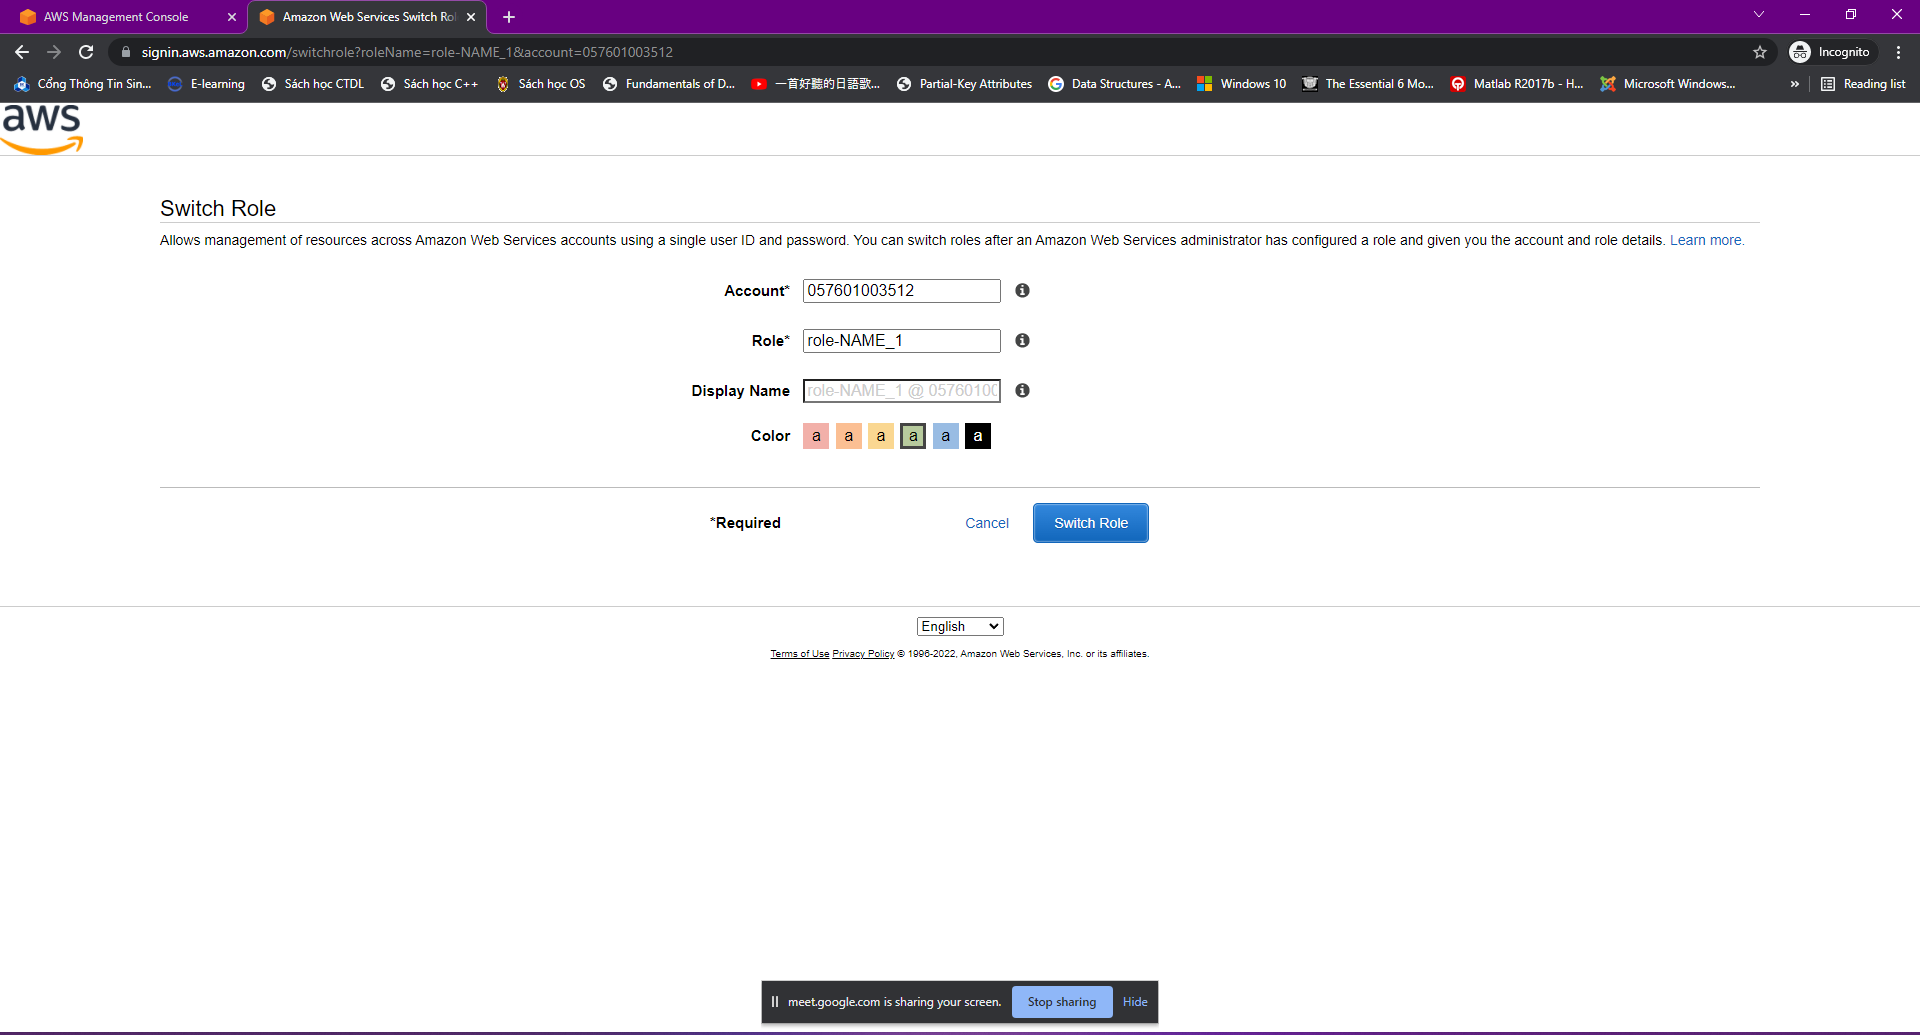 AWS Management Console
Amazon Web Services Switch Rol
signin.aws.amazon.com/switchrole?roleName=role-NAME_1&account=057601003512
Incognito
Cổng Thông Tin Sin...
E-learning
Sách học CTDL
Sách học C++
Sách học OS
Fundamentals of D...
一首好聽的日語歌...
Partial-Key Attributes
Data Structures - A...
Windows 10
The Essential 6 Mo...
Matlab R2017b - H...
Microsoft Windows...
»
Reading list
aws
Switch Role
Allows management of resources across Amazon Web Services accounts using a single user ID and password. You can switch roles after an Amazon Web Services administrator has configured a role and given you the account and role details. Learn more.
Account* 057601003512
Role* role-NAME_1
Display Name role-NAME_1 @ 05760100
Color a a a a a a
*Required Cancel Switch Role
English
Terms of Use Privacy Policy © 1996-2022, Amazon Web Services, Inc. or its affiliates.
meet.google.com is sharing your screen. Stop sharing Hide